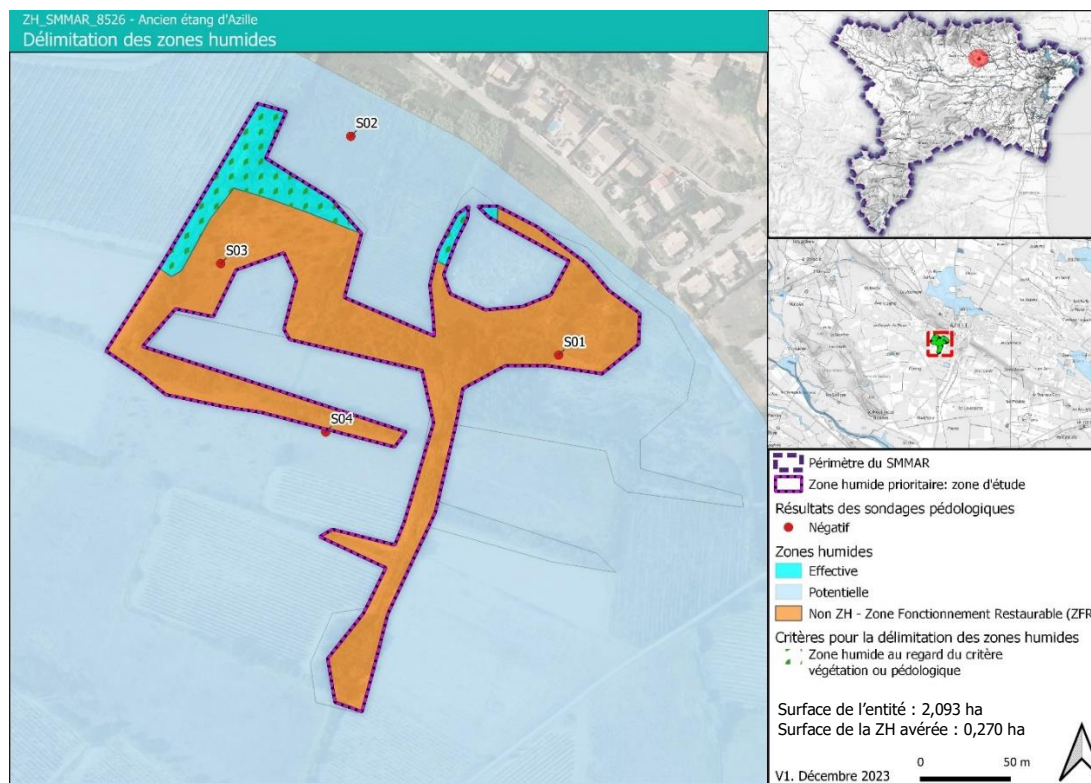 ZH_SMMAR_8526 - Ancien étang d'Azille
Délimitation des zones humides
S02
S03
S01
S04
Périmètre du SMMAR
Zone humide prioritaire: zone d'étude
Résultats des sondages pédologiques
Négatif
Zones humides
Effective
Potentielle
Non ZH - Zone Fonctionnement Restaurable (ZFR
Critères pour la délimitation des zones humides
Zone humide au regard du critère
végétation ou pédologique
Surface de l'entité : 2,093 ha
Surface de la ZH avérée : 0,270 ha
V1. Décembre 2023
0 50 m